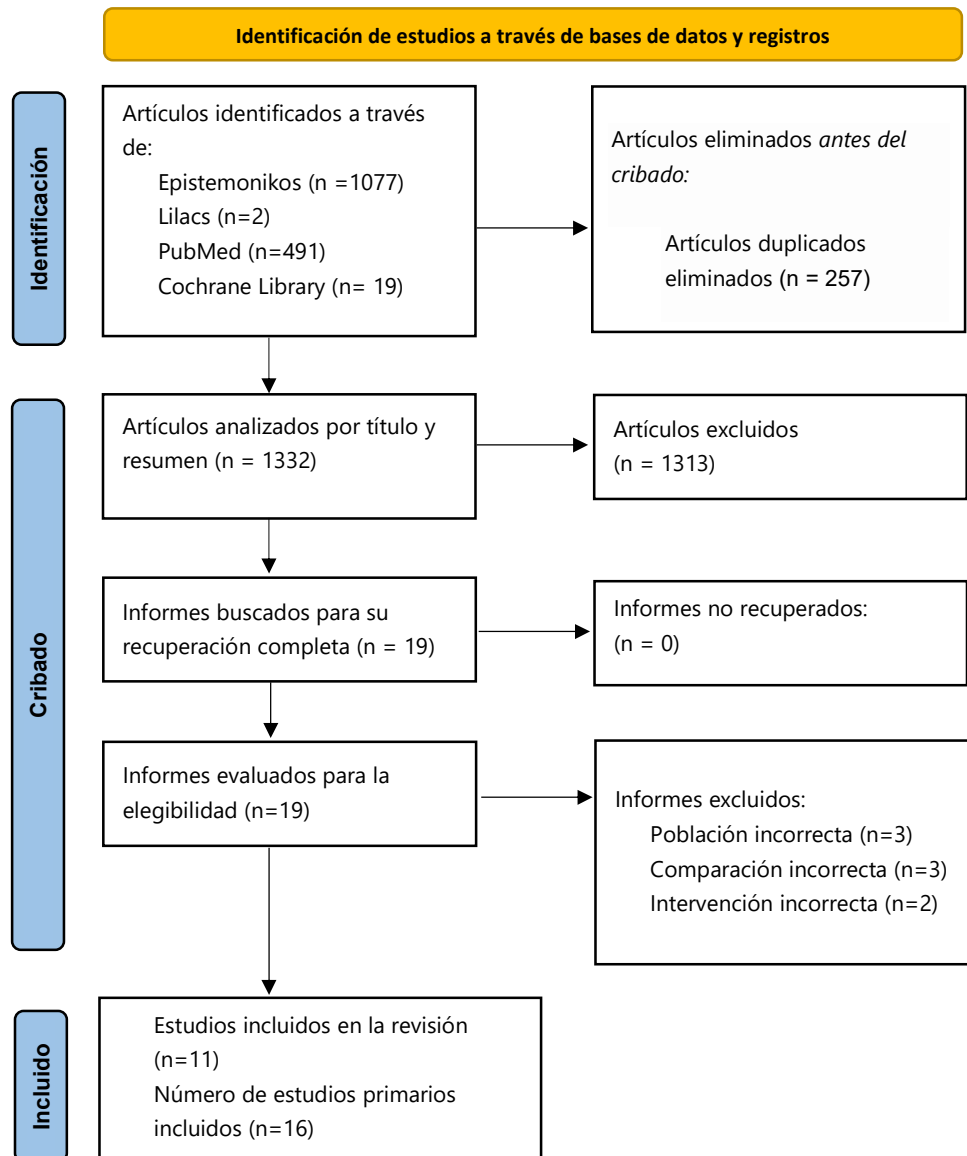 Identificación de estudios a través de bases de datos y registros
Identificación
Artículos identificados a través
de:
Epistemonikos (n =1077)
Lilacs (n=2)
PubMed (n=491)
Cochrane Library (n= 19)
Artículos eliminados antes del
cribado:
Artículos duplicados
eliminados (n = 257)
Cribado
Artículos analizados por título y
resumen (n = 1332)
Artículos excluidos
(n = 1313)
Informes buscados para su
recuperación completa (n = 19)
Informes no recuperados:
(n = 0)
Informes evaluados para la
elegibilidad (n=19)
Informes excluidos:
Población incorrecta (n=3)
Comparación incorrecta (n=3)
Intervención incorrecta (n=2)
Incluido
Estudios incluidos en la revisión
(n=11)
Número de estudios primarios
incluidos (n=16)